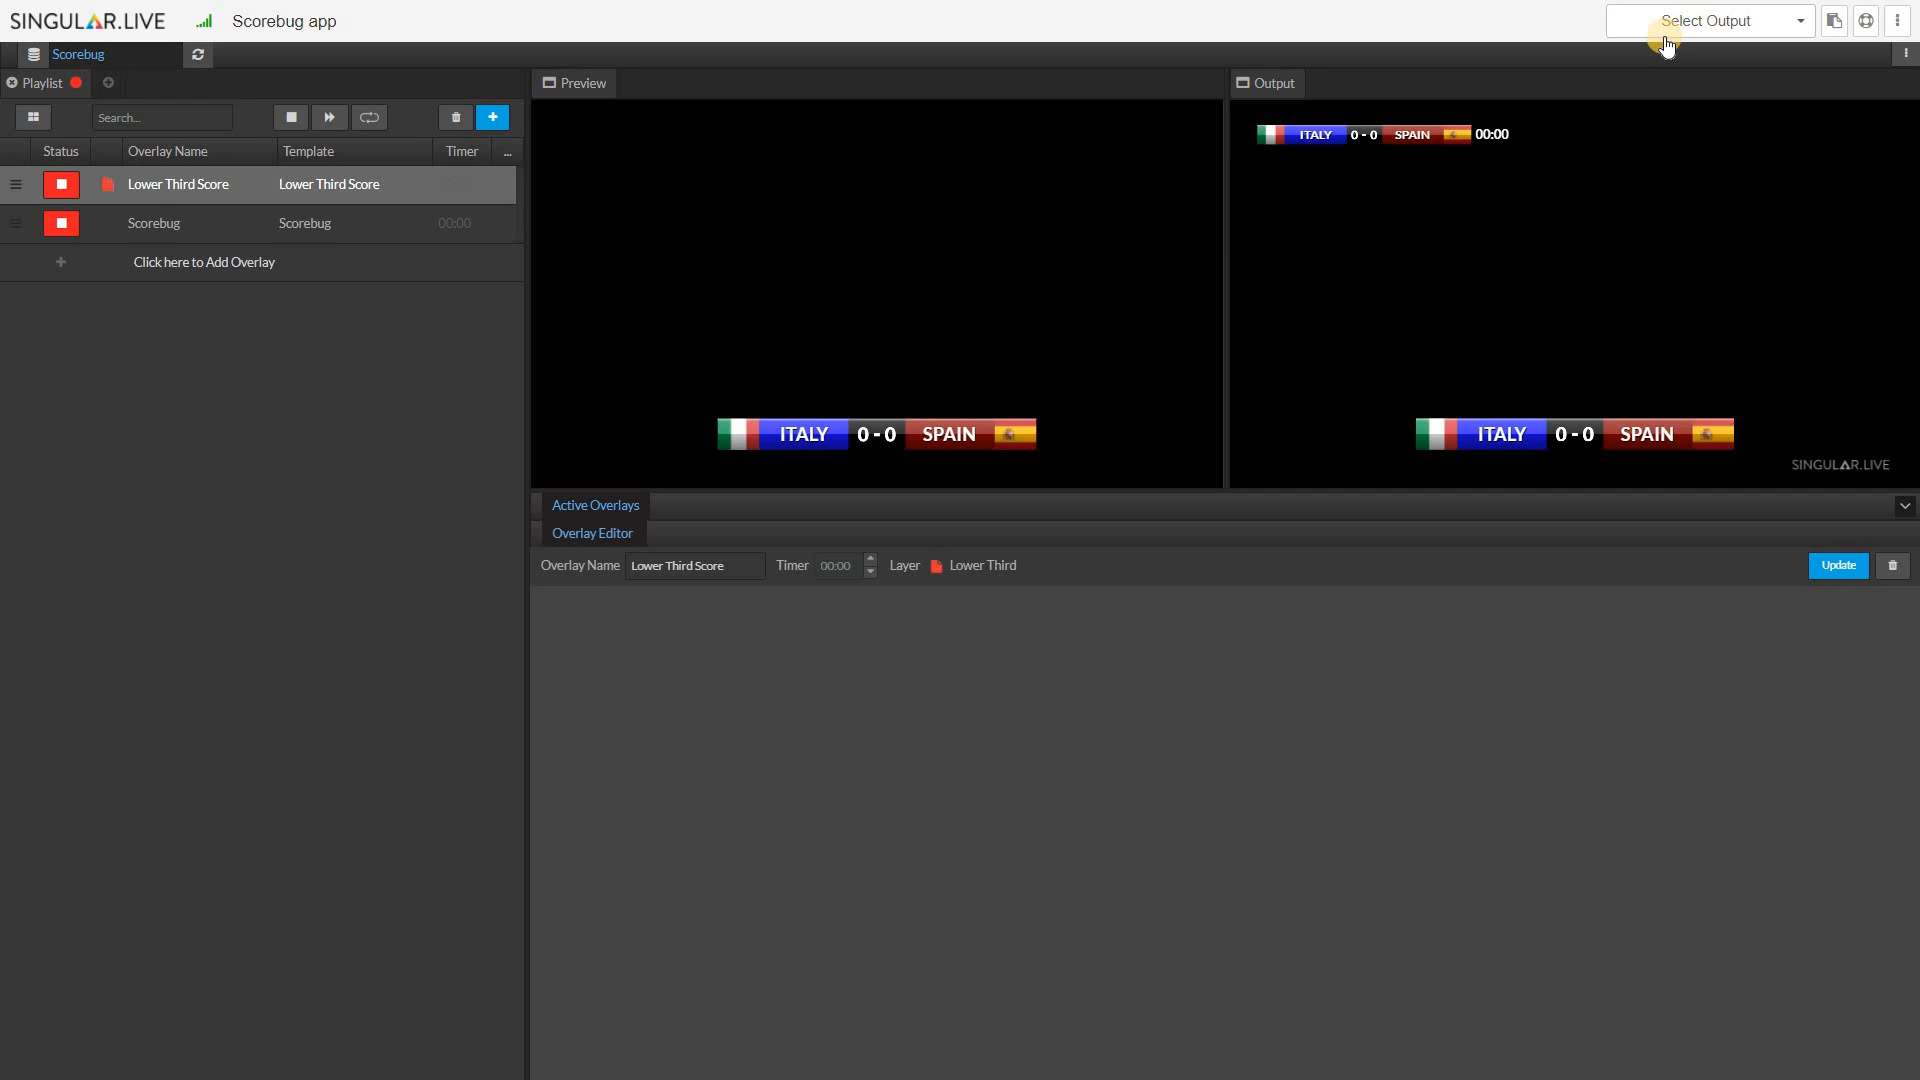 SINGULAR.LIVE Scorebug app Select Output
Scorebug
Playlist
Search...
Status Overlay Name Template Timer ...
Lower Third Score Lower Third Score
Scorebug Scorebug 00:00
Click here to Add Overlay
Preview
ITALY 0 - 0 SPAIN
Output
ITALY 0 - 0 SPAIN 00:00
ITALY 0 - 0 SPAIN
SINGULAR.LIVE
Active Overlays
Overlay Editor
Overlay Name Lower Third Score Timer 00:00 Layer Lower Third Update